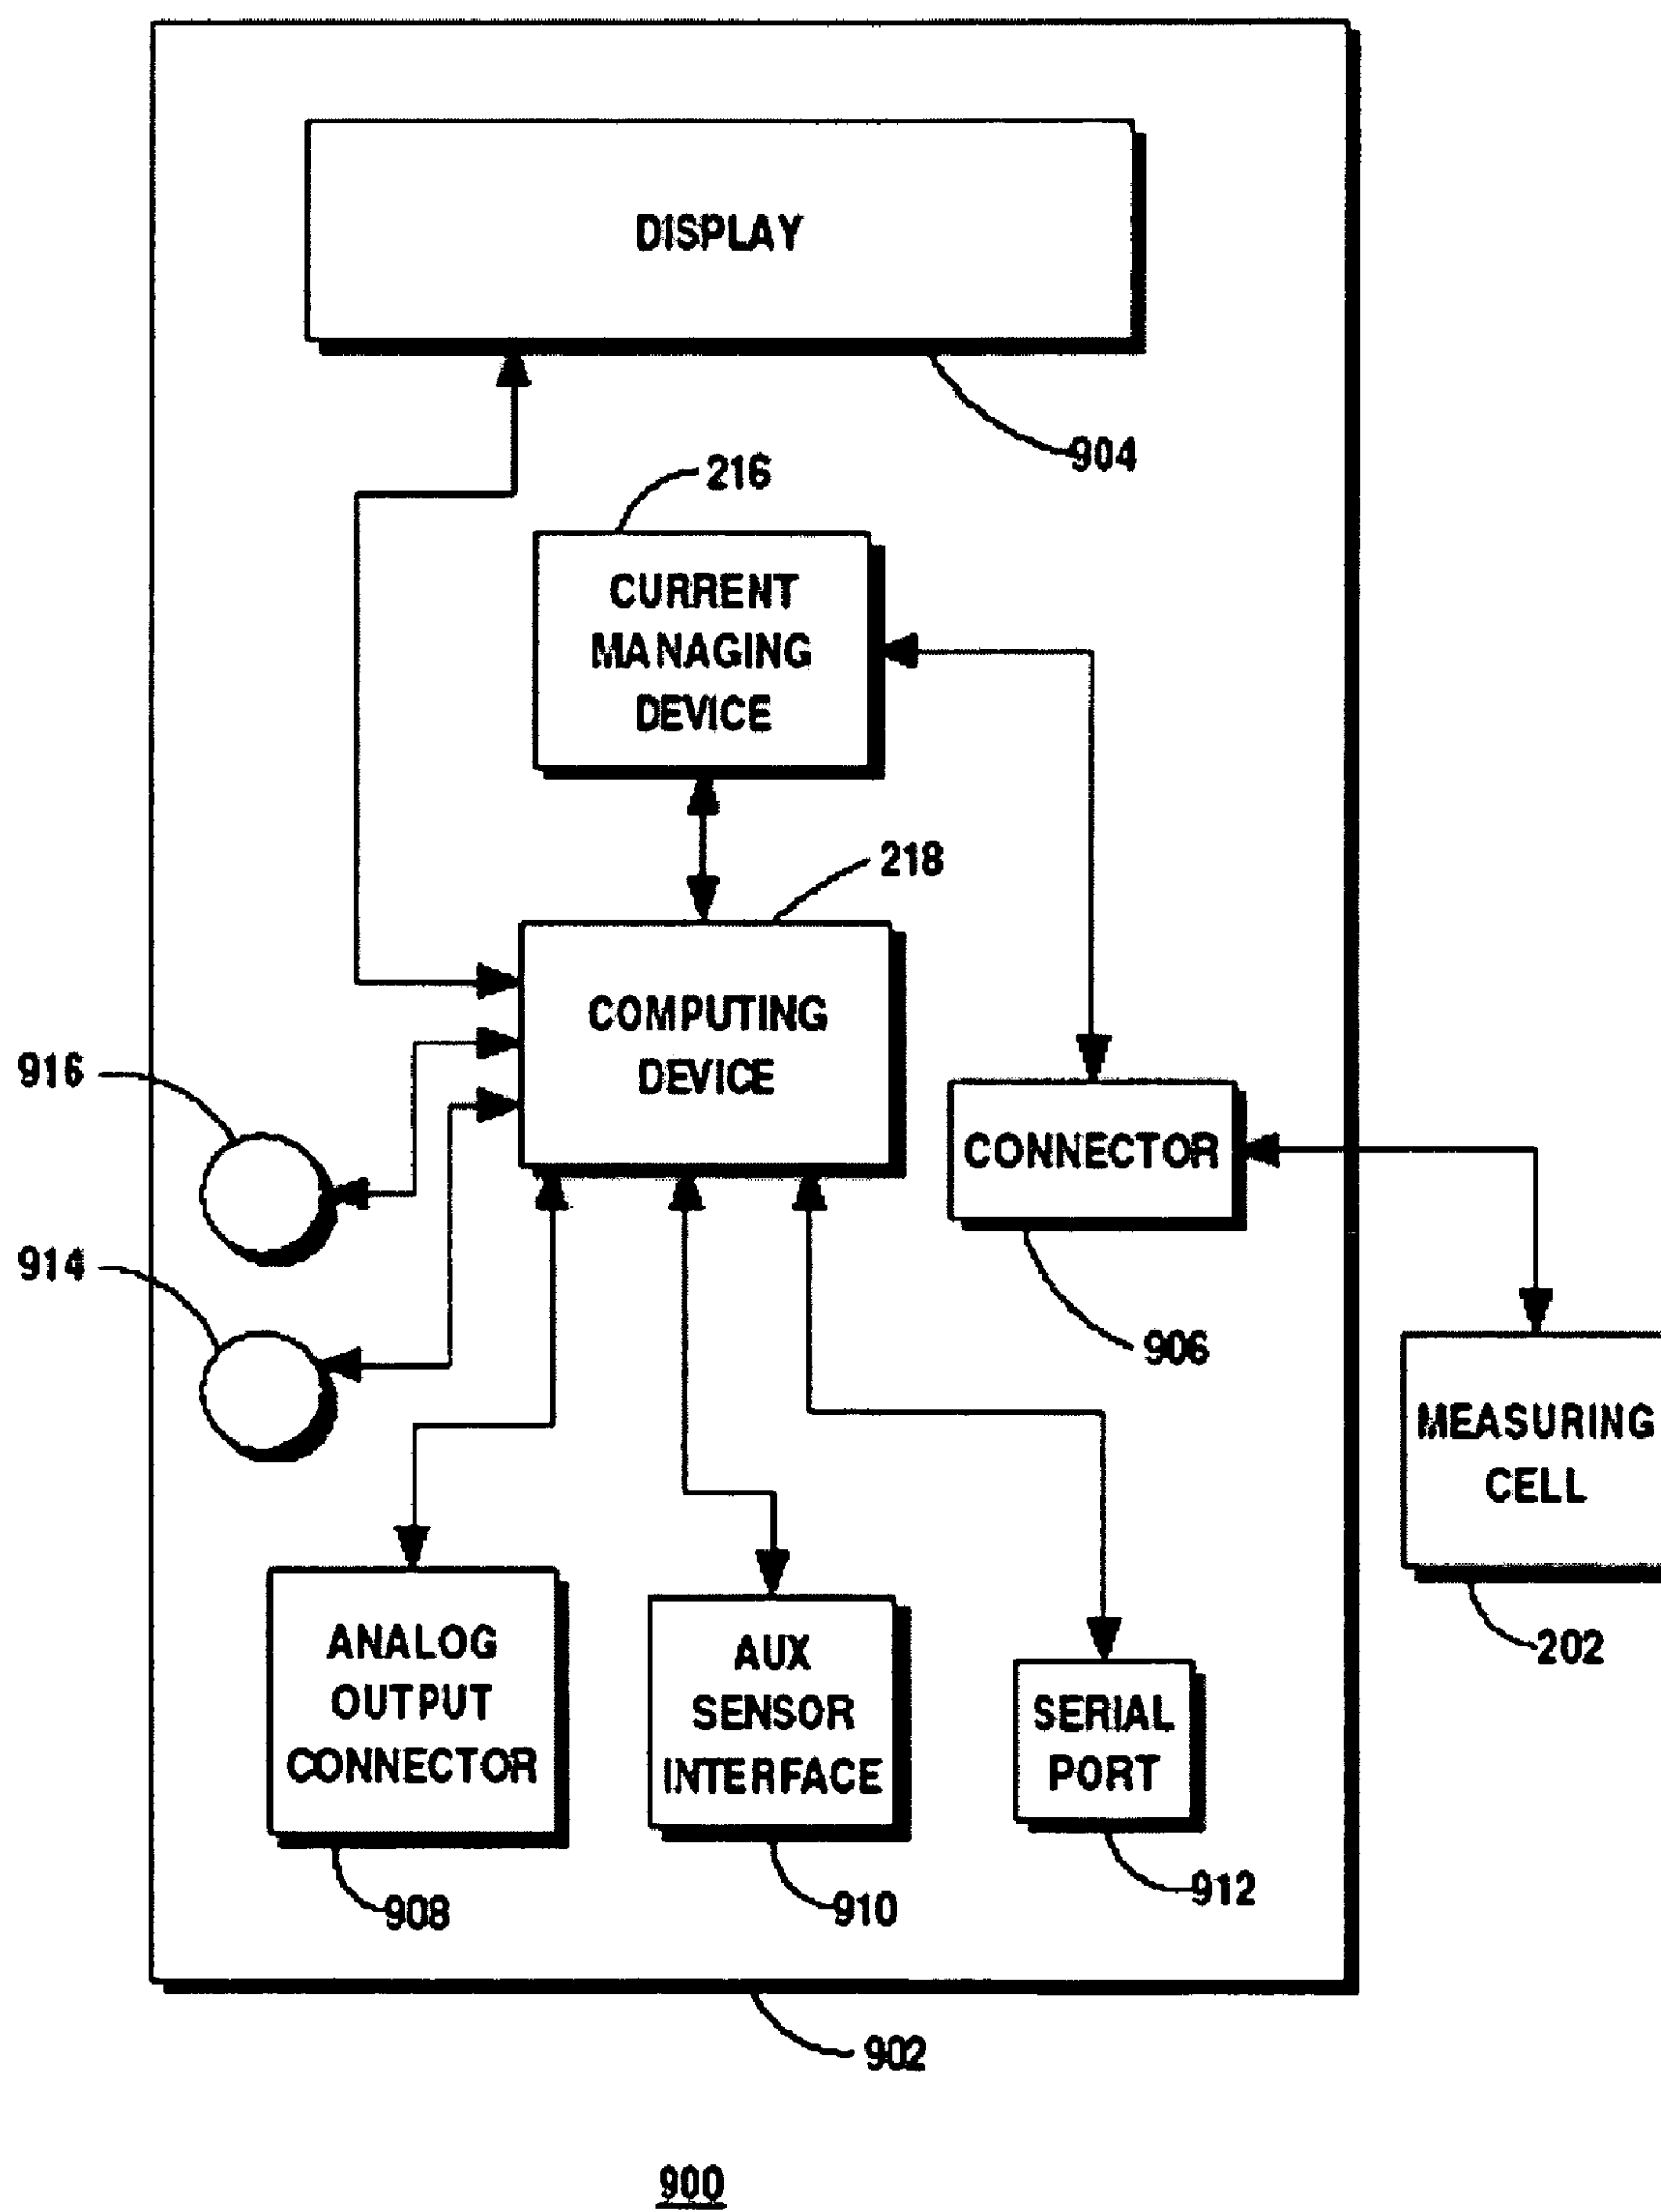 DISPLAY
904
216
CURRENT
MANAGING
DEVICE
218
COMPUTING
DEVICE
916
CONNECTOR
914
906
MEASURING
CELL
202
ANALOG
OUTPUT
CONNECTOR
AUX
SENSOR
INTERFACE
SERIAL
PORT
908
910
912
902
900